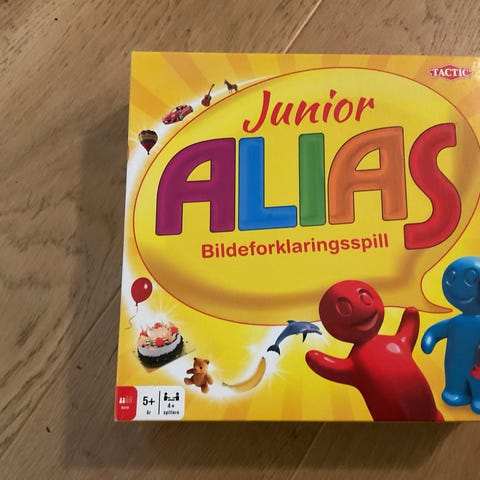 TACTIC
Junior
ALIAS
Bildeforklaringsspill
5+
år
4+
spillere